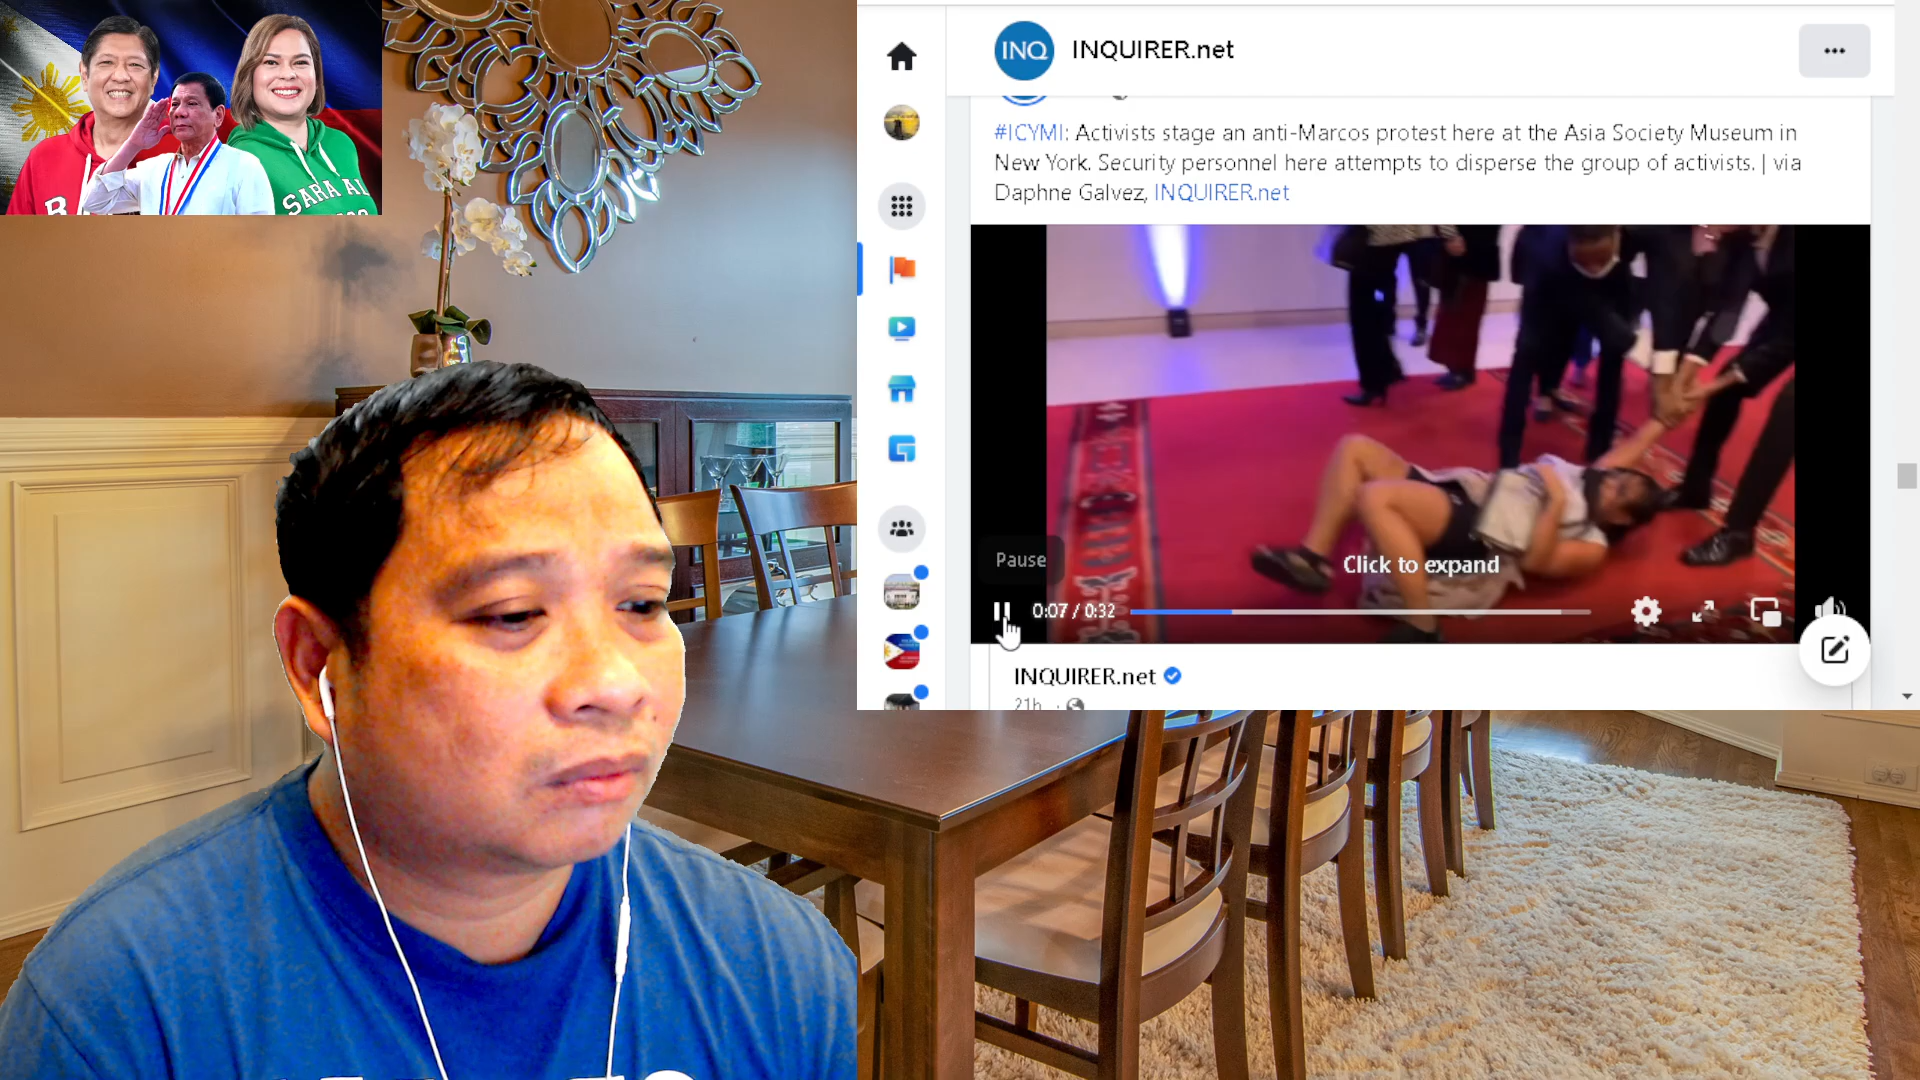 SARA ALL
INQ INQUIRER.net
#ICYMI: Activists stage an anti-Marcos protest here at the Asia Society Museum in
New York. Security personnel here attempts to disperse the group of activists. | via
Daphne Galvez, INQUIRER.net
Pause
Click to expand
0:07 / 0:32
INQUIRER.net
21h